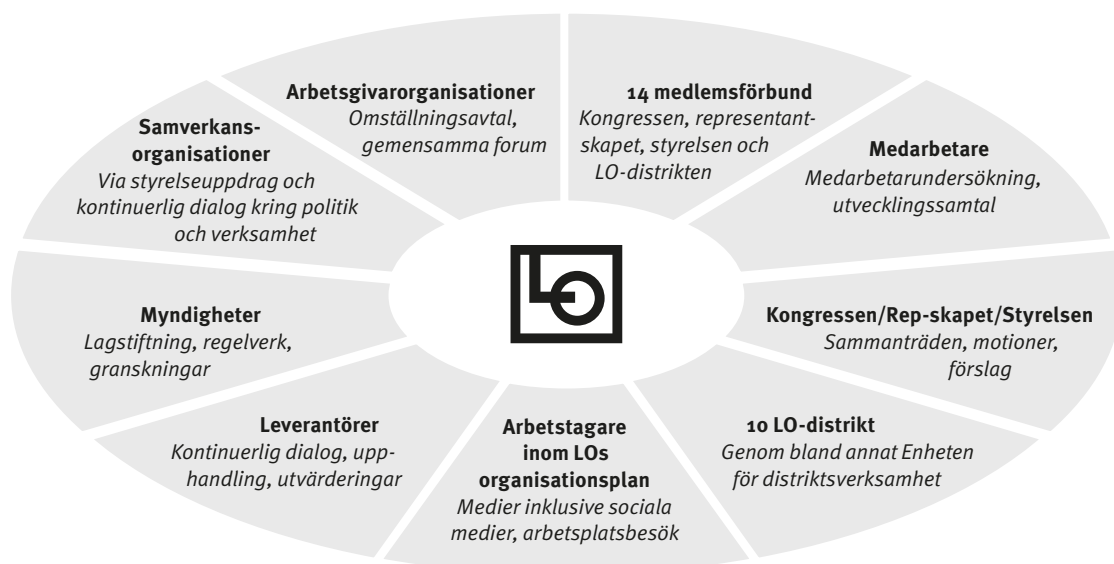 Arbetsgivarorganisationer
Omställningsavtal,
gemensamma forum
14 medlemsförbund
Kongressen, representant-
skapet, styrelsen och
LO-distrikten
Medarbetare
Medarbetarundersökning,
utvecklingssamtal
Kongressen/Rep-skapet/Styrelsen
Sammanträden, motioner,
förslag
10 LO-distrikt
Genom bland annat Enheten
för distriktsverksamhet
Arbetstagare
inom LOs
organisationsplan
Medier inklusive sociala
medier, arbetsplatsbesök
Leverantörer
Kontinuerlig dialog, upp-
handling, utvärderingar
Myndigheter
Lagstiftning, regelverk,
granskningar
Samverkans-
organisationer
Via styrelseuppdrag och
kontinuerlig dialog kring politik
och verksamhet
LO